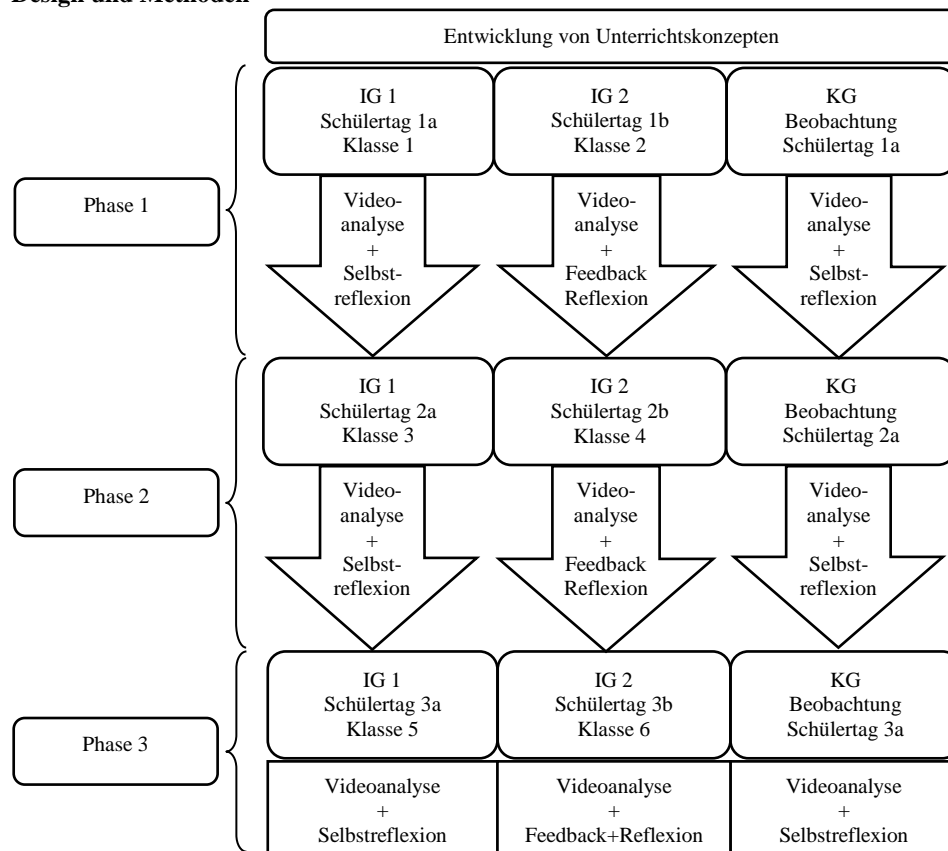 Design und Methoden
Entwicklung von Unterrichtskonzepten
Phase 1
IG 1
Schülertag 1a
Klasse 1
IG 2
Schülertag 1b
Klasse 2
KG
Beobachtung
Schülertag 1a
Video-
analyse
+
Selbst-
reflexion
Video-
analyse
+
Feedback
Reflexion
Video-
analyse
+
Selbst-
reflexion
Phase 2
IG 1
Schülertag 2a
Klasse 3
IG 2
Schülertag 2b
Klasse 4
KG
Beobachtung
Schülertag 2a
Video-
analyse
+
Selbst-
reflexion
Video-
analyse
+
Feedback
Reflexion
Video-
analyse
+
Selbst-
reflexion
Phase 3
IG 1
Schülertag 3a
Klasse 5
IG 2
Schülertag 3b
Klasse 6
KG
Beobachtung
Schülertag 3a
Videoanalyse
+
Selbstreflexion
Videoanalyse
+
Feedback+Reflexion
Videoanalyse
+
Selbstreflexion